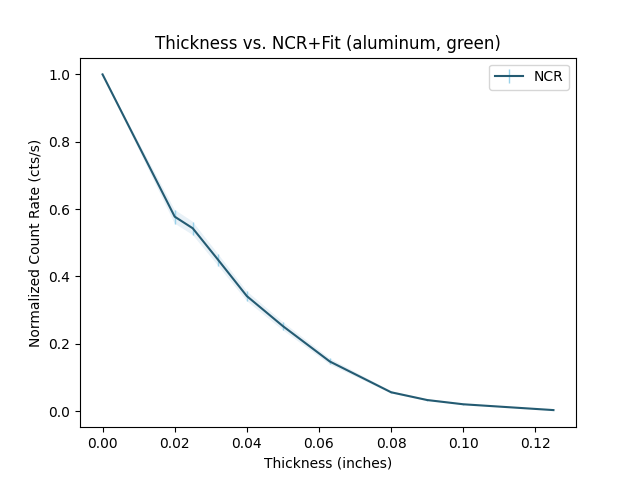 Thickness vs. NCR+Fit (aluminum, green)
NCR
1.0
0.8
0.6
0.4
0.2
0.0
Normalized Count Rate (cts/s)
0.00 0.02 0.04 0.06 0.08 0.10 0.12
Thickness (inches)